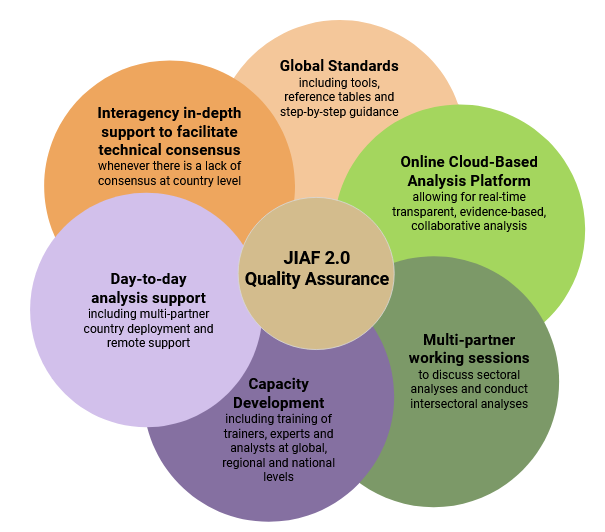 Global Standards
including tools,
reference tables and
step-by-step guidance
Interagency in-depth
support to facilitate
technical consensus
whenever there is a lack of
consensus at country level
Online Cloud-Based
Analysis Platform
allowing for real-time
transparent, evidence-based,
collaborative analysis
JIAF 2.0
Quality Assurance
Day-to-day
analysis support
including multi-partner
country deployment and
remote support
Multi-partner
working sessions
to discuss sectoral
analyses and conduct
intersectoral analyses
Capacity
Development
including training of
trainers, experts and
analysts at global,
regional and national
levels